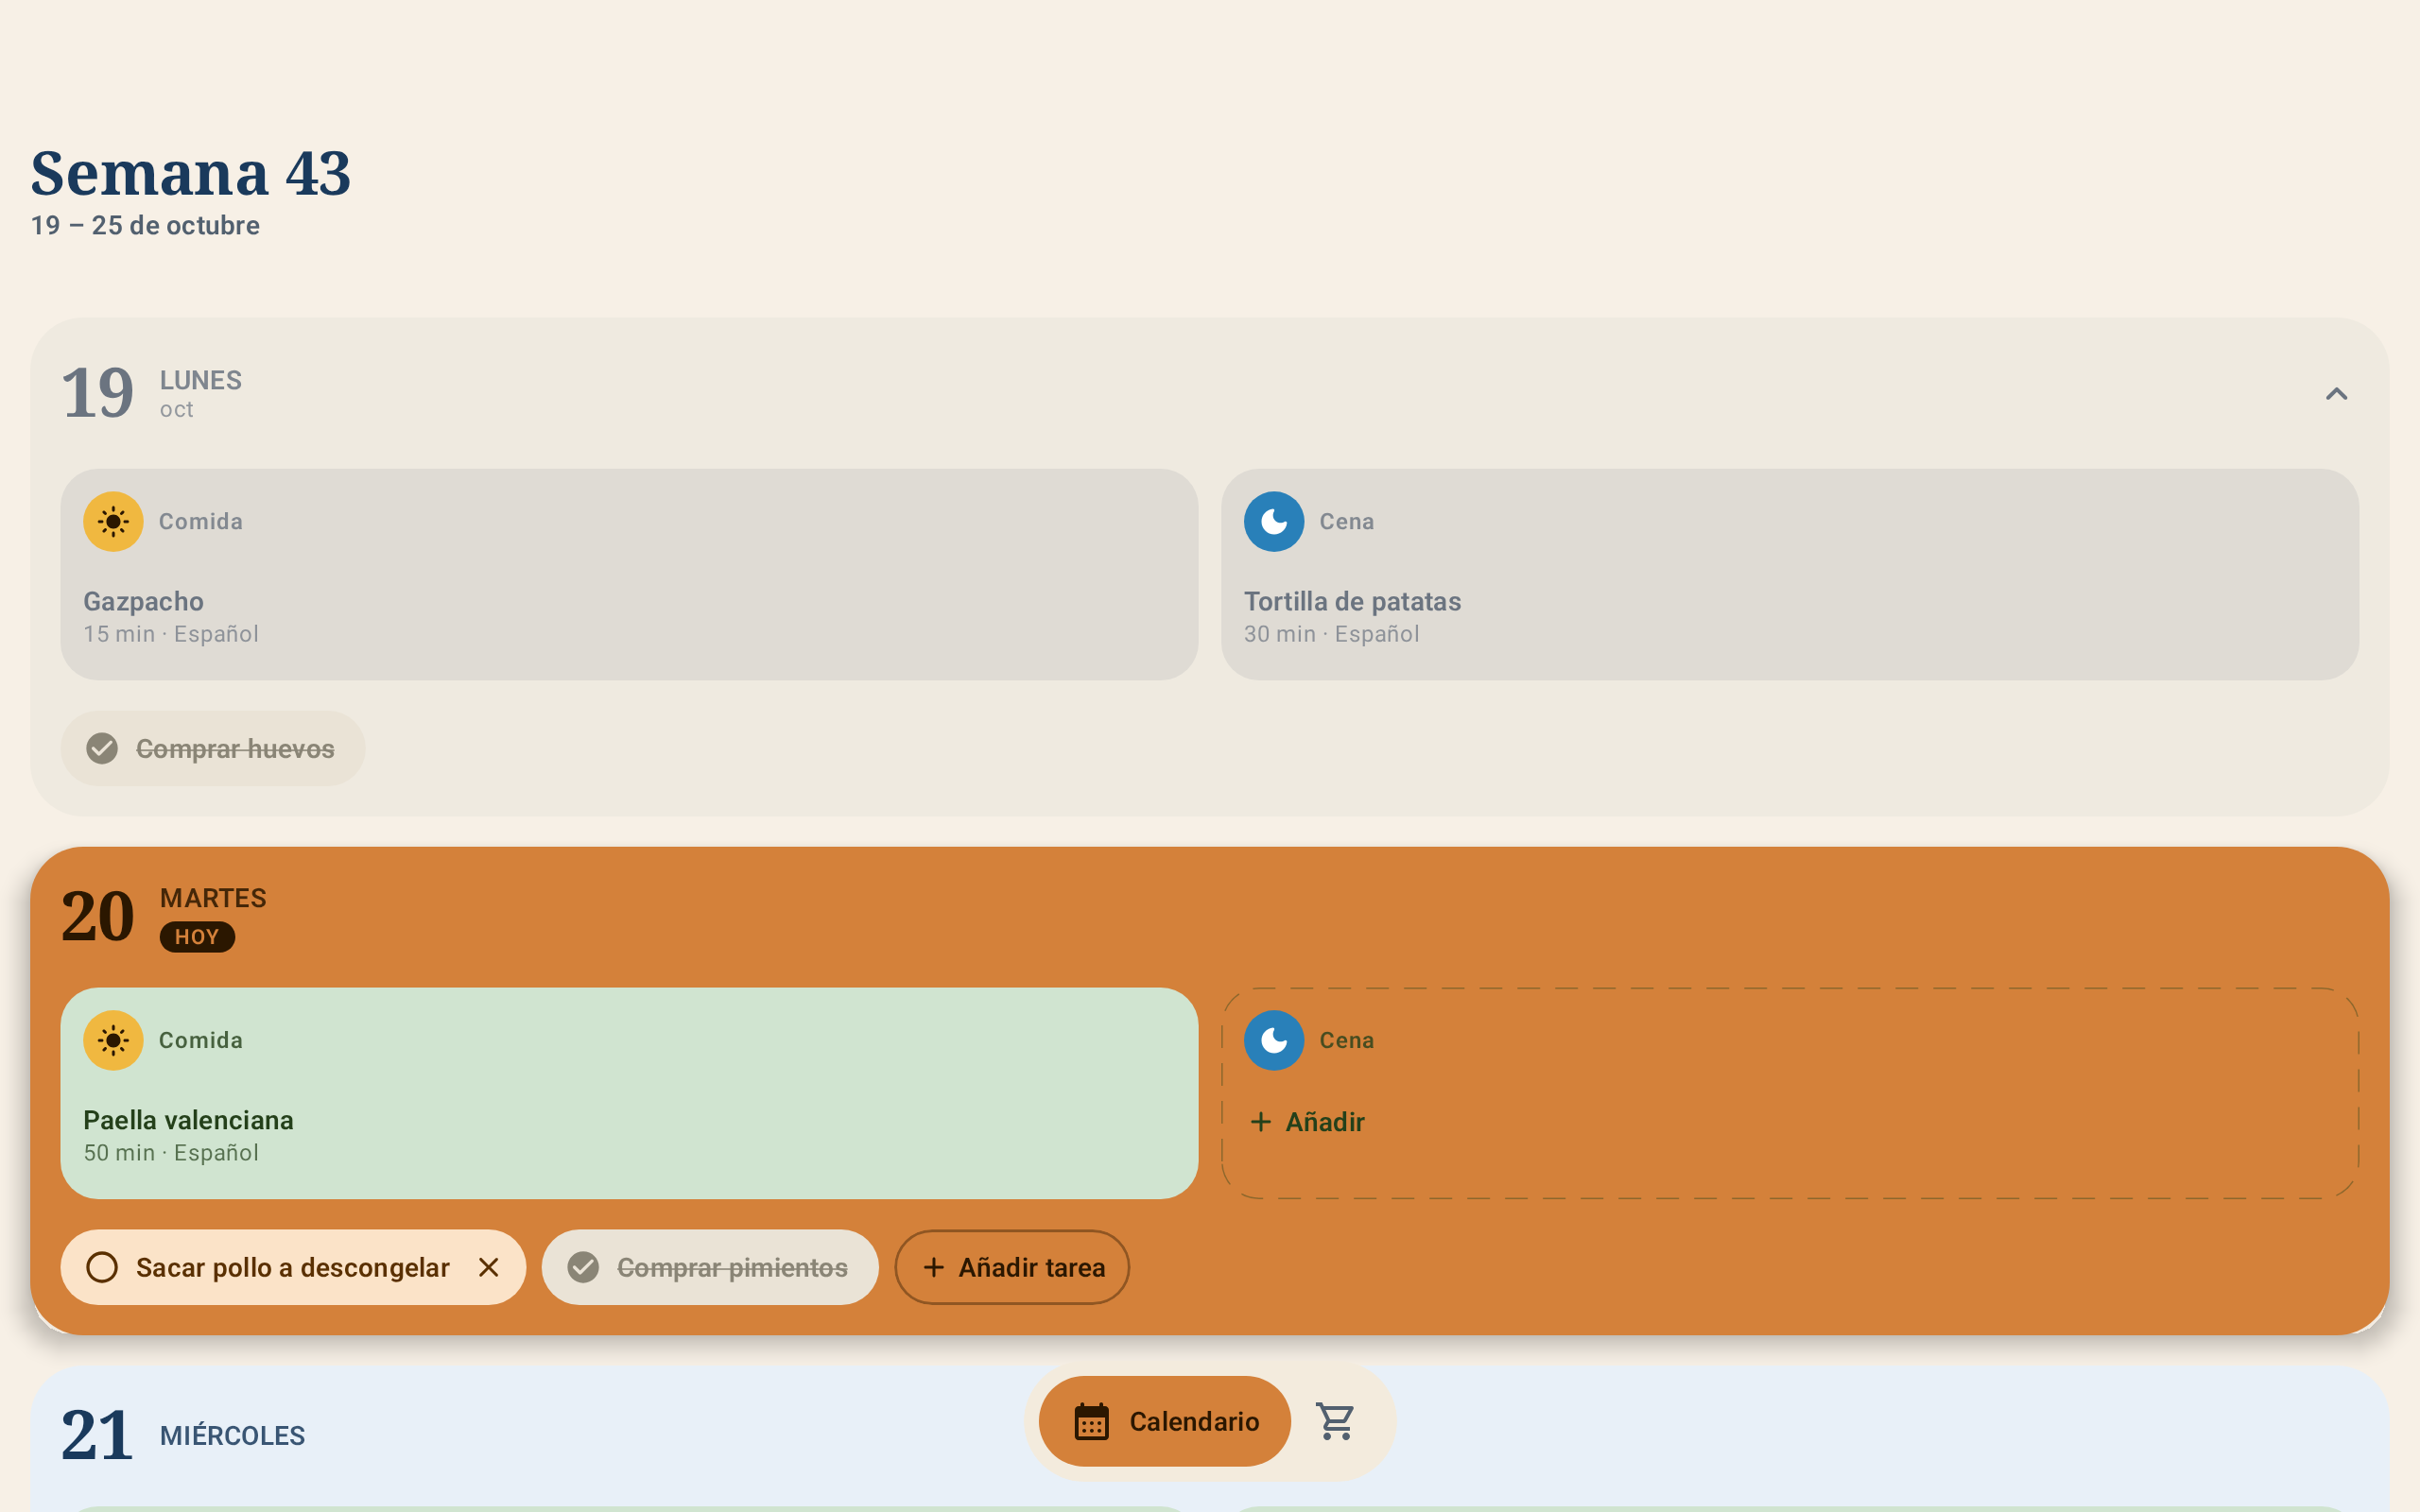 Semana 43
19 – 25 de octubre
19
LUNES
oct
Comida
Gazpacho
15 min · Español
Cena
Tortilla de patatas
30 min · Español
Comprar huevos
20
MARTES
HOY
Comida
Paella valenciana
50 min · Español
Cena
+ Añadir
Sacar pollo a descongelar
Comprar pimientos
+ Añadir tarea
21
MIÉRCOLES
Calendario